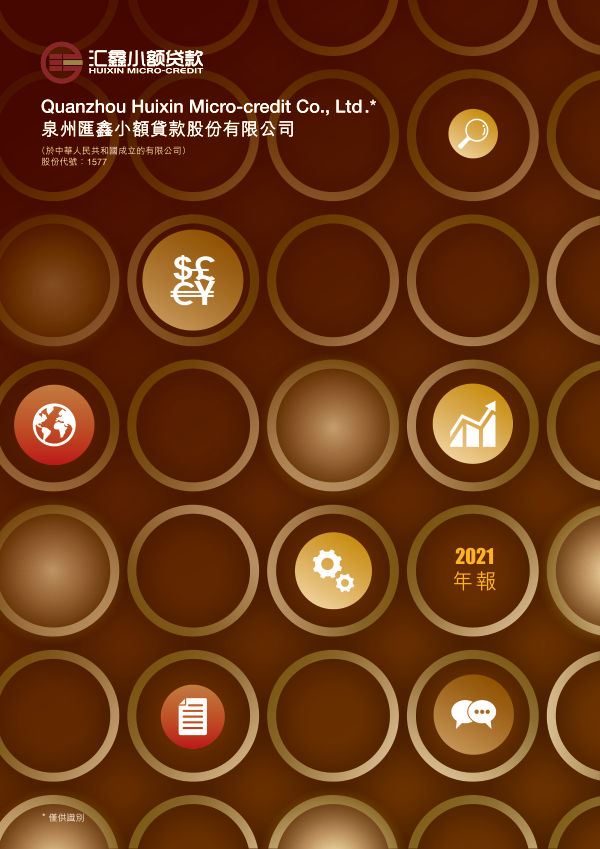 汇鑫小额贷款
HUIXIN MICRO-CREDIT
Quanzhou Huixin Micro-credit Co., Ltd.*
泉州匯鑫小額貸款股份有限公司
（於中華人民共和國成立的有限公司）
股份代號：1577
$£
€¥
2021
年報
* 僅供識別